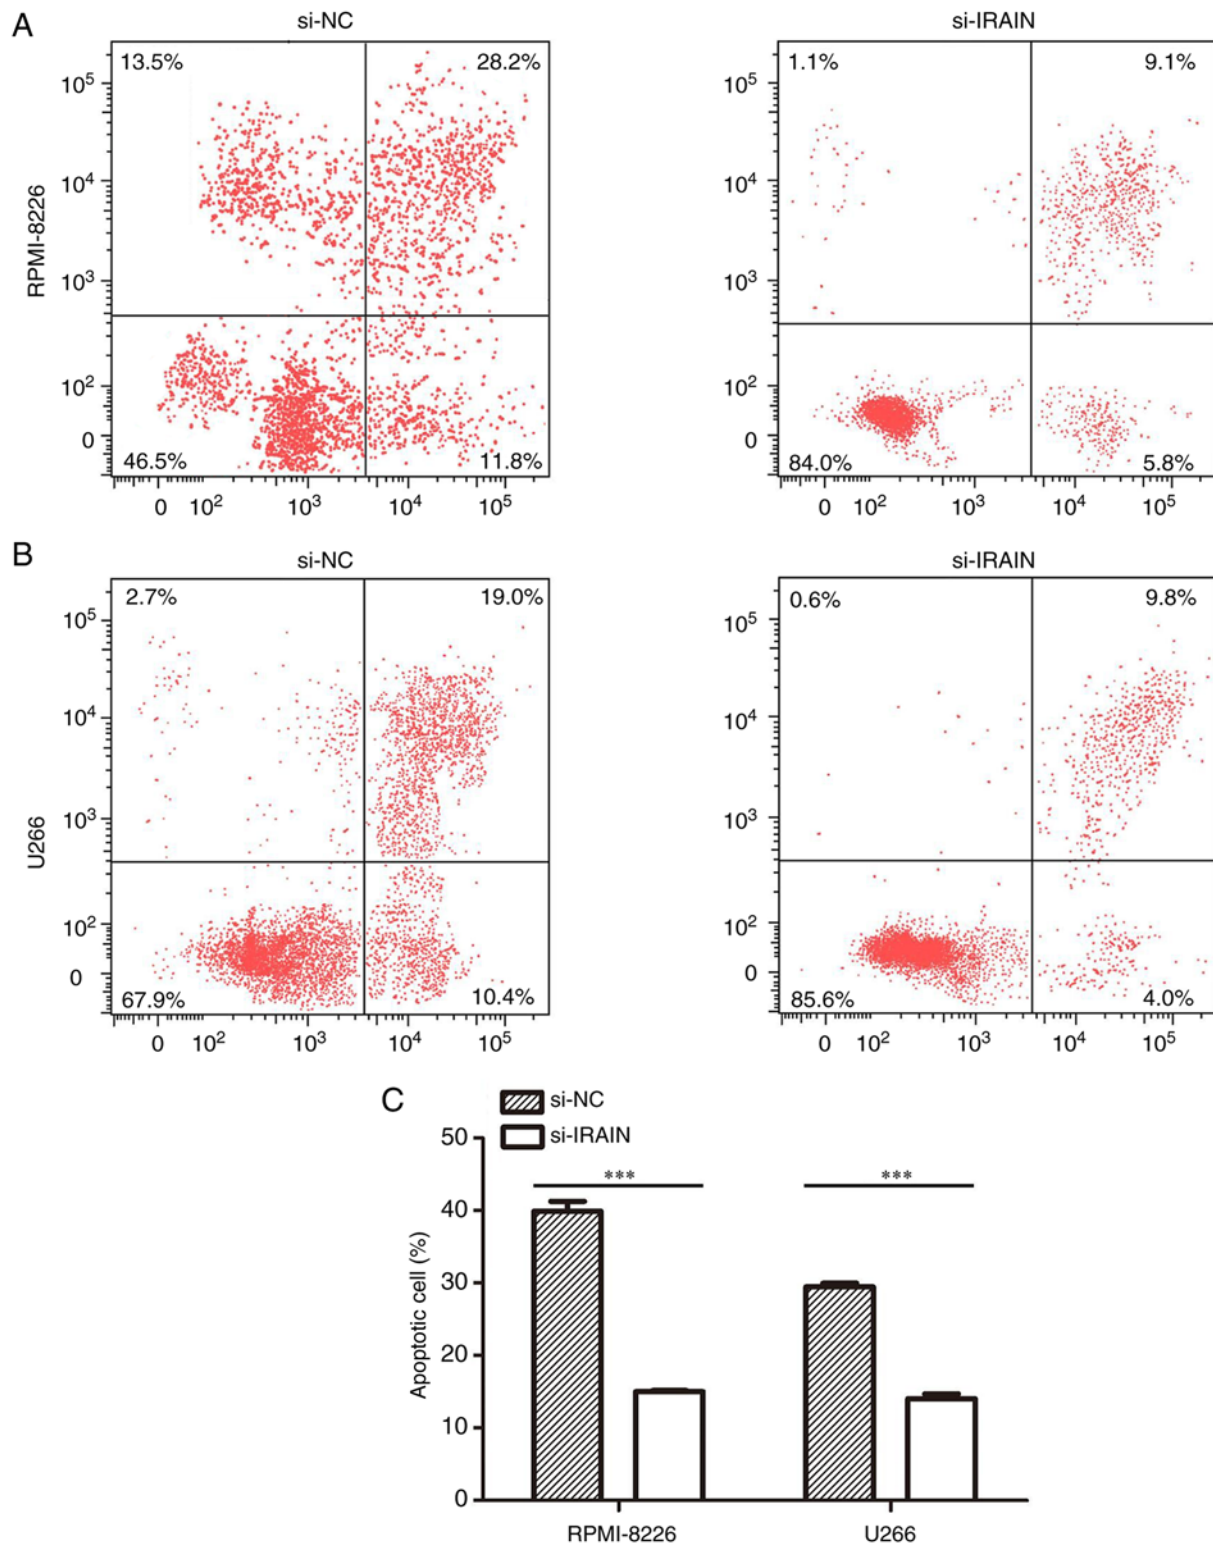 A
si-NC
si-IRAIN
13.5%
28.2%
1.1%
9.1%
10⁵
10⁴
10³
10²
0
10⁵
10⁴
10³
10²
0
RPMI-8226
46.5%
11.8%
84.0%
5.8%
0 10² 10³ 10⁴ 10⁵
0 10² 10³ 10⁴ 10⁵
B
si-NC
si-IRAIN
2.7%
19.0%
0.6%
9.8%
10⁵
10⁴
10³
10²
0
10⁵
10⁴
10³
10²
0
U266
67.9%
10.4%
85.6%
4.0%
0 10² 10³ 10⁴ 10⁵
0 10² 10³ 10⁴ 10⁵
C
si-NC
si-IRAIN
50
40
30
20
10
0
Apoptotic cell (%)
***
***
RPMI-8226
U266